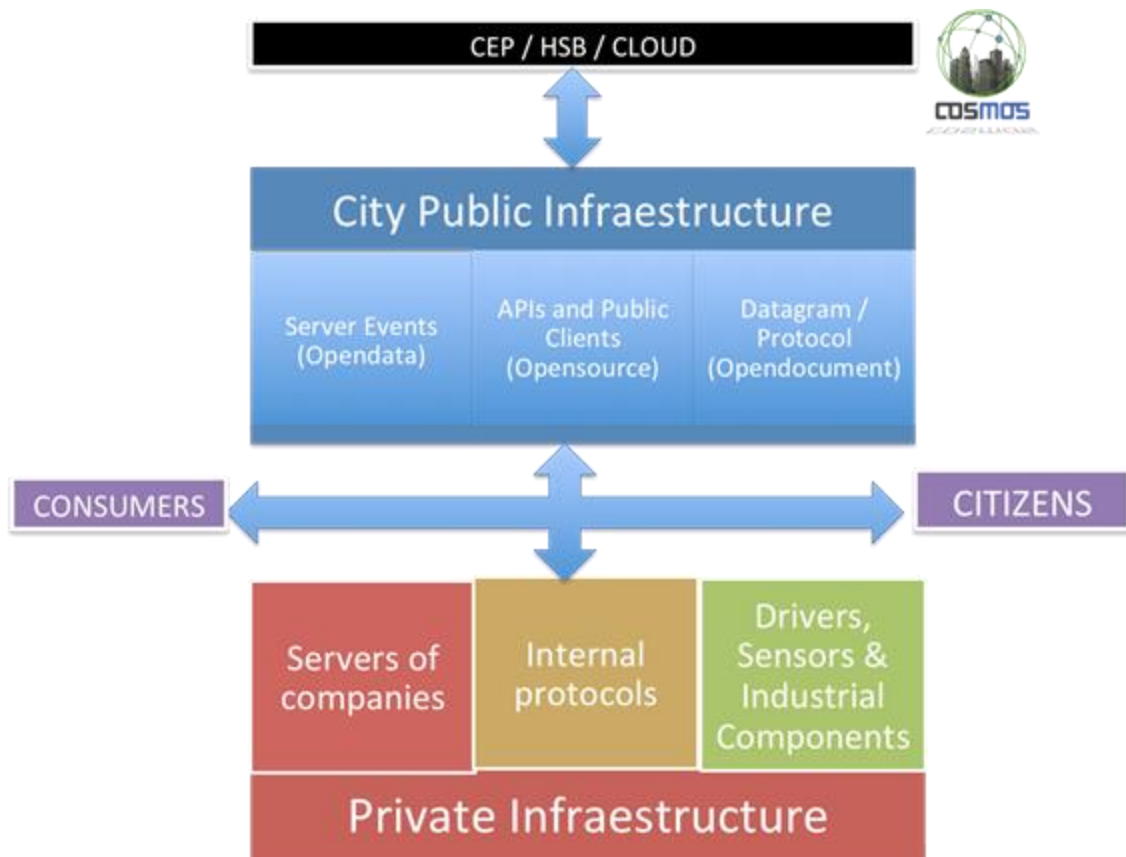 CEP / HSB / CLOUD
COSMOS
City Public Infraestructure
Server Events
(Opendata)
APIs and Public
Clients
(Opensource)
Datagram /
Protocol
(Opendocument)
CONSUMERS
CITIZENS
Servers of
companies
Internal
protocols
Drivers,
Sensors &
Industrial
Components
Private Infraestructure